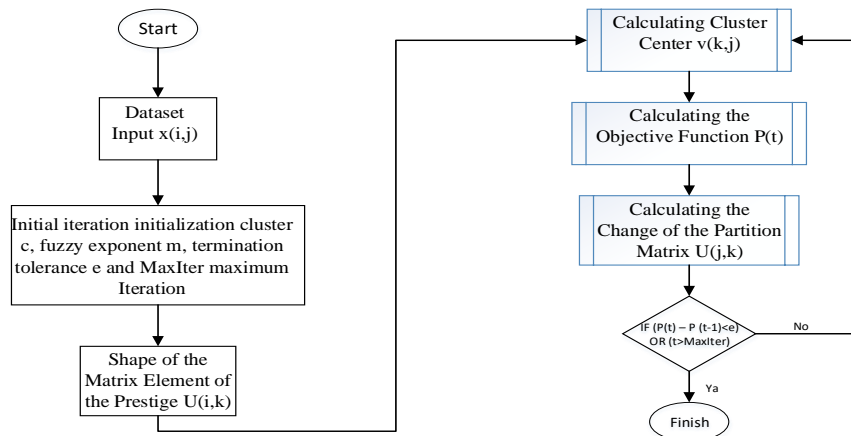 Start
Dataset
Input x(i,j)
Initial iteration initialization cluster
c, fuzzy exponent m, termination
tolerance e and MaxIter maximum
Iteration
Shape of the
Matrix Element of
the Prestige U(i,k)
Calculating Cluster
Center v(k,j)
Calculating the
Objective Function P(t)
Calculating the
Change of the Partition
Matrix U(j,k)
IF (P(t) – P (t-1)<e)
OR (t>MaxIter)
No
Ya
Finish